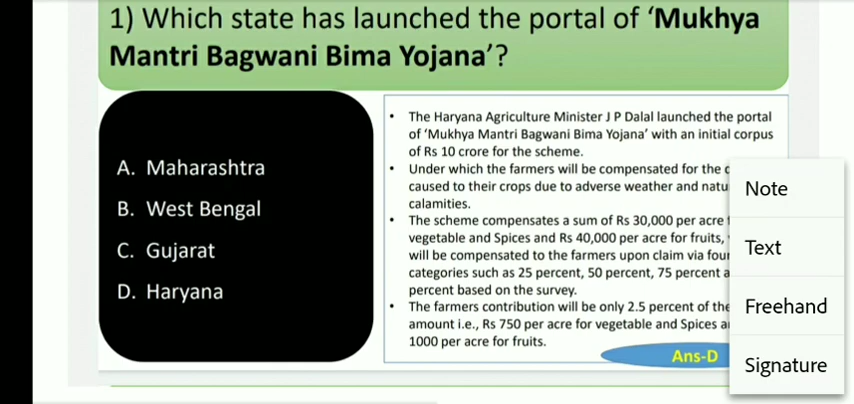 1) Which state has launched the portal of ‘Mukhya
Mantri Bagwani Bima Yojana’?
A. Maharashtra
B. West Bengal
C. Gujarat
D. Haryana
• The Haryana Agriculture Minister J P Dalal launched the portal
of ‘Mukhya Mantri Bagwani Bima Yojana’ with an initial corpus
of Rs 10 crore for the scheme.
• Under which the farmers will be compensated for the
caused to their crops due to adverse weather and
calamities.
• The scheme compensates a sum of Rs 30,000 per acre
vegetable and Spices and Rs 40,000 per acre for fruits,
will be compensated to the farmers upon claim via
categories such as 25 percent, 50 percent, 75 percent
percent based on the survey.
• The farmers contribution will be only 2.5 percent of the
amount i.e., Rs 750 per acre for vegetable and Spices
1000 per acre for fruits.
Ans-D
Note
Text
Freehand
Signature